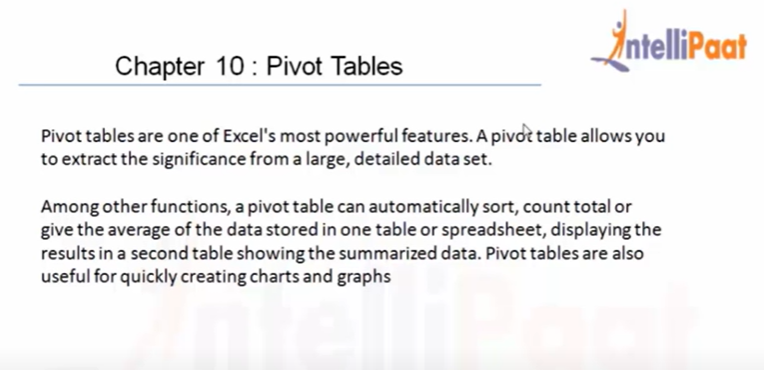 IntelliPaat
Chapter 10 : Pivot Tables
Pivot tables are one of Excel's most powerful features. A pivot table allows you
to extract the significance from a large, detailed data set.
Among other functions, a pivot table can automatically sort, count total or
give the average of the data stored in one table or spreadsheet, displaying the
results in a second table showing the summarized data. Pivot tables are also
useful for quickly creating charts and graphs
IntelliPaat